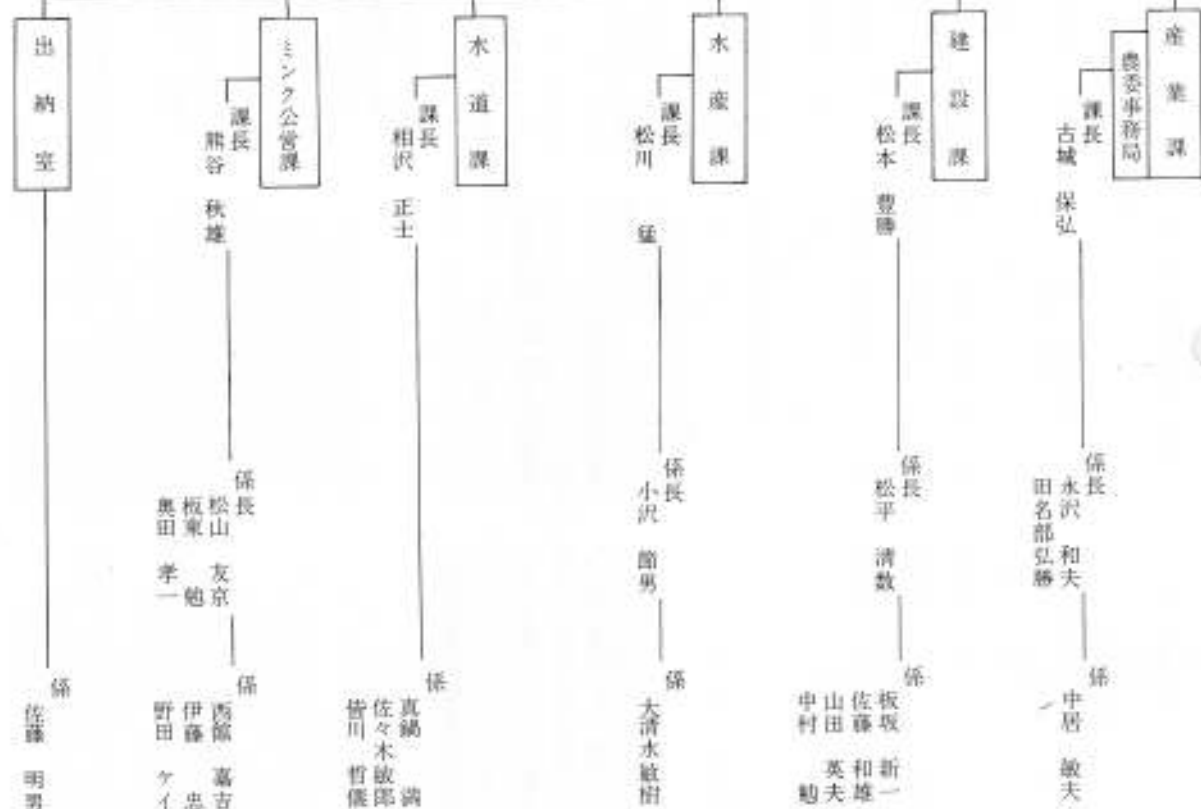 産業課
農委事務局
課長
古城 保弘
係長
永沢 和夫
田名部弘勝
係
中居 敏夫
建設課
課長
松本 豊勝
係長
松平 清数
係
板坂 新一
佐藤 和雄
山田 英夫
中村 勉
水産課
課長
松川 猛
係長
小沢 節男
係
大清水敏樹
水道課
課長
相沢 正士
係
真鍋 満
佐々木敏郎
皆川 哲儀
ミンク公営課
課長
熊谷 秋雄
係長
松山 友京
板東 勉
奥田 孝一
係
西舘 嘉吉
伊藤 忠
野田 ケイ
出納室
係
佐藤 明男